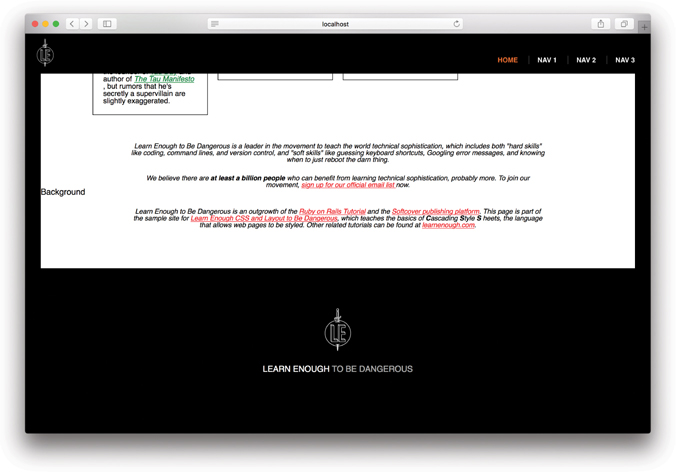 localhost
LE
HOME
NAV 1
NAV 2
NAV 3
author of The Tau Manifesto
, but rumors that he's
secretly a supervillain are
slightly exaggerated.
Learn Enough to Be Dangerous is a leader in the movement to teach the world technical sophistication, which includes both "hard skills"
like coding, command lines, and version control, and "soft skills" like guessing keyboard shortcuts, Googling error messages, and knowing
when to just reboot the darn thing.
We believe there are at least a billion people who can benefit from learning technical sophistication, probably more. To join our
movement, sign up for our official email list now.
Background
Learn Enough to Be Dangerous is an outgrowth of the Ruby on Rails Tutorial and the Softcover publishing platform. This page is part of
the sample site for Learn Enough CSS and Layout to Be Dangerous, which teaches the basics of Cascading Style S heets, the language
that allows web pages to be styled. Other related tutorials can be found at learnenough.com.
LE
LEARN ENOUGH TO BE DANGEROUS